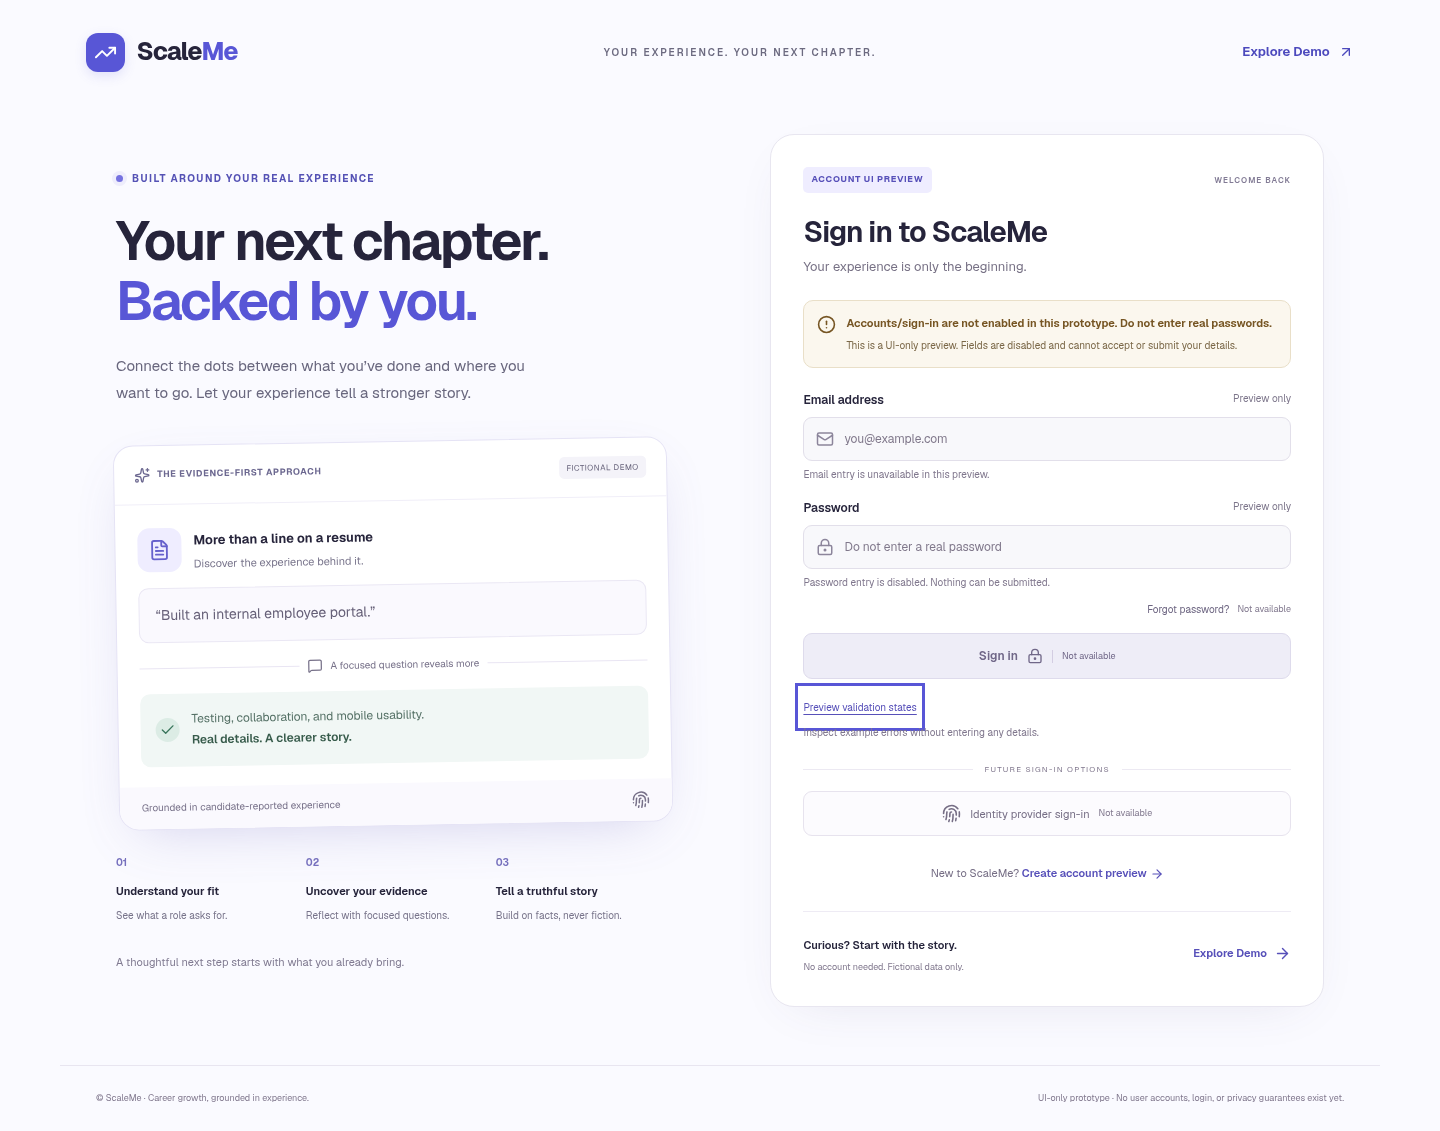 ScaleMe
YOUR EXPERIENCE. YOUR NEXT CHAPTER.
Explore Demo
BUILT AROUND YOUR REAL EXPERIENCE
Your next chapter.
Backed by you.
Connect the dots between what you’ve done and where you
want to go. Let your experience tell a stronger story.
THE EVIDENCE-FIRST APPROACH
FICTIONAL DEMO
More than a line on a resume
Discover the experience behind it.
“Built an internal employee portal.”
A focused question reveals more
Testing, collaboration, and mobile usability.
Real details. A clearer story.
Grounded in candidate-reported experience
01
Understand your fit
See what a role asks for.
02
Uncover your evidence
Reflect with focused questions.
03
Tell a truthful story
Build on facts, never fiction.
A thoughtful next step starts with what you already bring.
ACCOUNT UI PREVIEW
WELCOME BACK
Sign in to ScaleMe
Your experience is only the beginning.
Accounts/sign-in are not enabled in this prototype. Do not enter real passwords.
This is a UI-only preview. Fields are disabled and cannot accept or submit your details.
Email address
Preview only
you@example.com
Email entry is unavailable in this preview.
Password
Preview only
Do not enter a real password
Password entry is disabled. Nothing can be submitted.
Forgot password? Not available
Sign in Not available
Preview validation states
Inspect example errors without entering any details.
FUTURE SIGN-IN OPTIONS
Identity provider sign-in Not available
New to ScaleMe? Create account preview
Curious? Start with the story.
No account needed. Fictional data only.
Explore Demo
© ScaleMe · Career growth, grounded in experience.
UI-only prototype · No user accounts, login, or privacy guarantees exist yet.